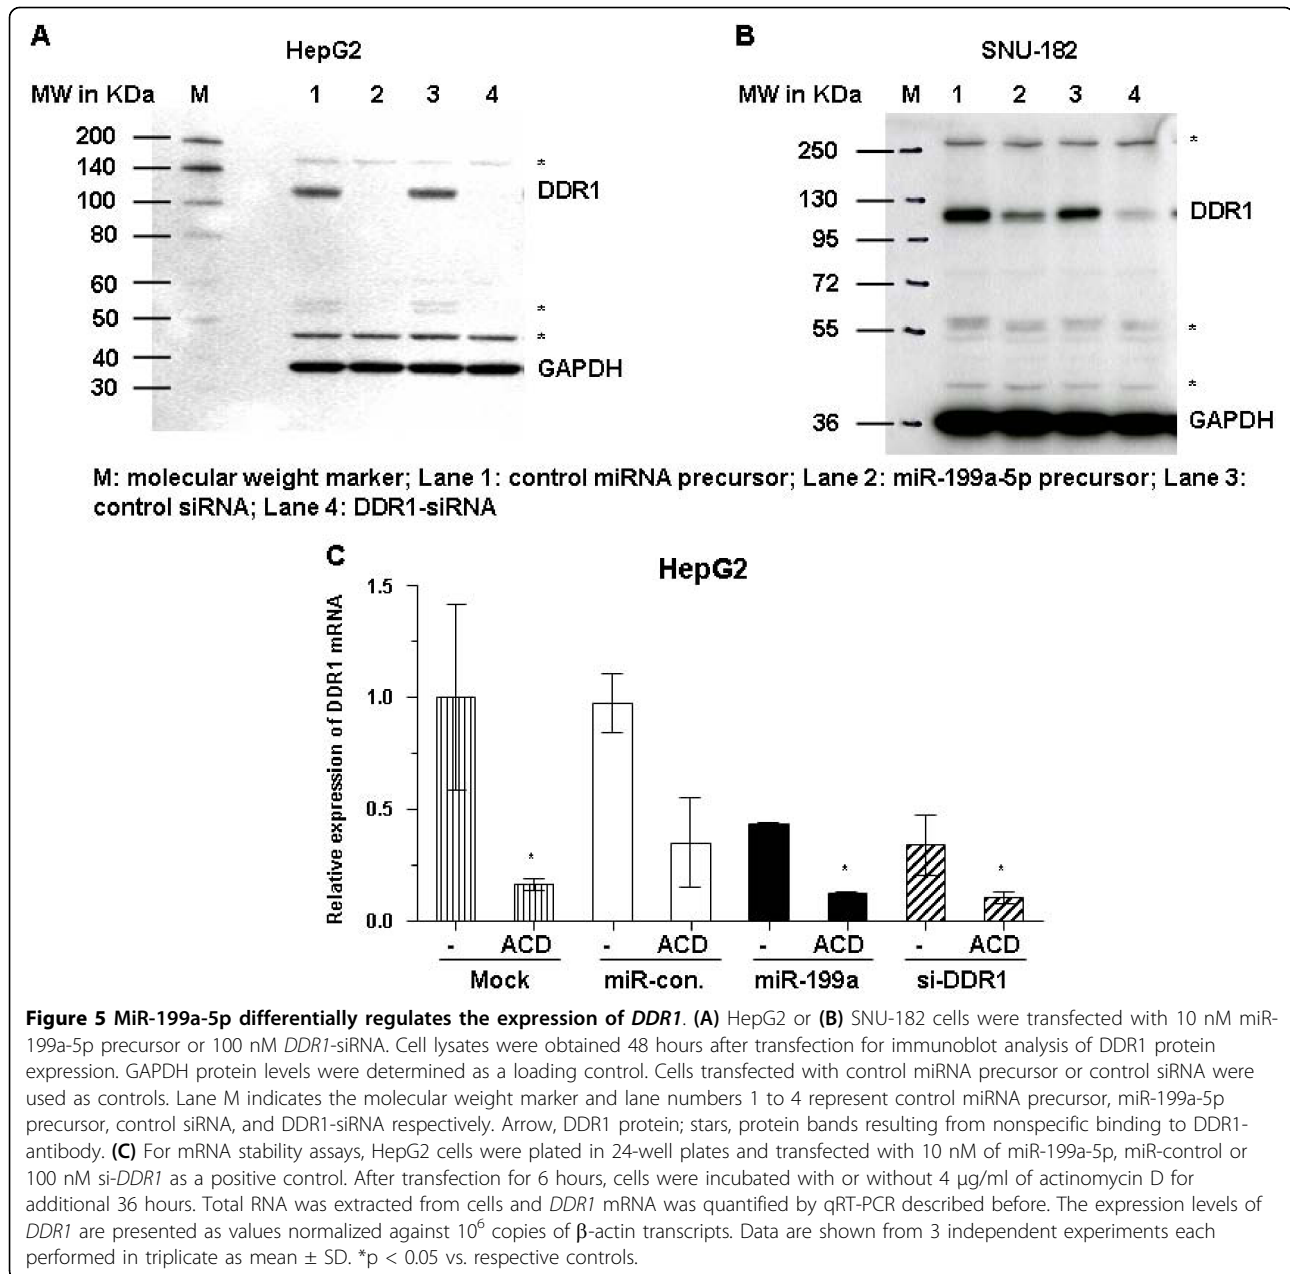 A
HepG2
MW in KDa M 1 2 3 4
200
140
100
80
60
50
40
30
*
DDR1
*
*
GAPDH
B
SNU-182
MW in KDa M 1 2 3 4
250
130
95
72
55
36
*
DDR1
*
*
GAPDH
M: molecular weight marker; Lane 1: control miRNA precursor; Lane 2: miR-199a-5p precursor; Lane 3:
control siRNA; Lane 4: DDR1-siRNA
C
HepG2
Relative expression of DDR1 mRNA
1.5
1.0
0.5
0.0
* * *
- ACD - ACD - ACD - ACD
Mock miR-con. miR-199a si-DDR1
Figure 5 MiR-199a-5p differentially regulates the expression of DDR1. (A) HepG2 or (B) SNU-182 cells were transfected with 10 nM miR-
199a-5p precursor or 100 nM DDR1-siRNA. Cell lysates were obtained 48 hours after transfection for immunoblot analysis of DDR1 protein
expression. GAPDH protein levels were determined as a loading control. Cells transfected with control miRNA precursor or control siRNA were
used as controls. Lane M indicates the molecular weight marker and lane numbers 1 to 4 represent control miRNA precursor, miR-199a-5p
precursor, control siRNA, and DDR1-siRNA respectively. Arrow, DDR1 protein; stars, protein bands resulting from nonspecific binding to DDR1-
antibody. (C) For mRNA stability assays, HepG2 cells were plated in 24-well plates and transfected with 10 nM of miR-199a-5p, miR-control or
100 nM si-DDR1 as a positive control. After transfection for 6 hours, cells were incubated with or without 4 μg/ml of actinomycin D for
additional 36 hours. Total RNA was extracted from cells and DDR1 mRNA was quantified by qRT-PCR described before. The expression levels of
DDR1 are presented as values normalized against 10⁶ copies of β-actin transcripts. Data are shown from 3 independent experiments each
performed in triplicate as mean ± SD. *p < 0.05 vs. respective controls.